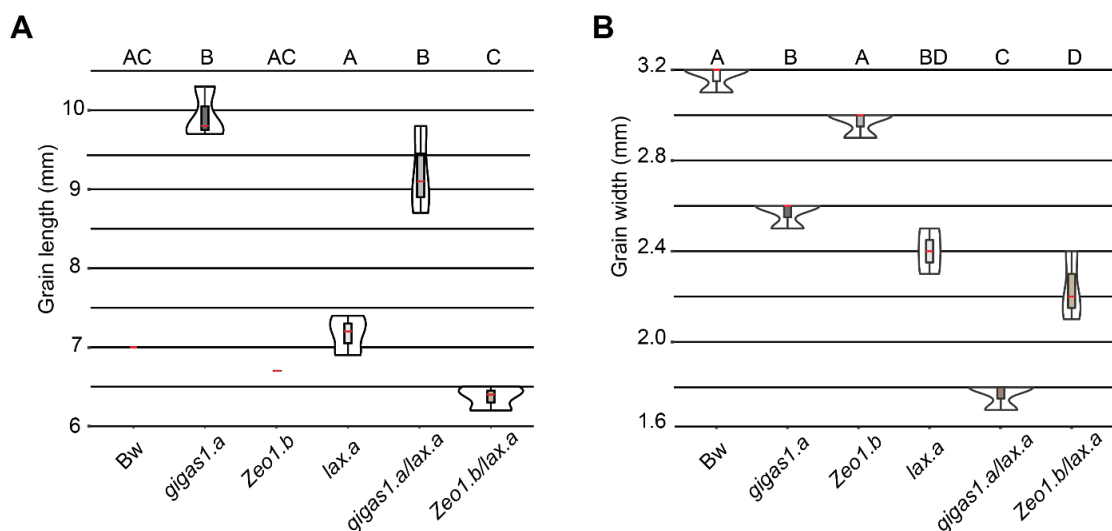 A
B
AC B AC A B C
A B A BD C D
Grain length (mm)
10
9
8
7
6
Grain width (mm)
3.2
2.8
2.4
2.0
1.6
Bw
gigas1.a
Zeo1.b
lax.a
gigas1.a/lax.a
Zeo1.b/lax.a
Bw
gigas1.a
Zeo1.b
lax.a
gigas1.a/lax.a
Zeo1.b/lax.a